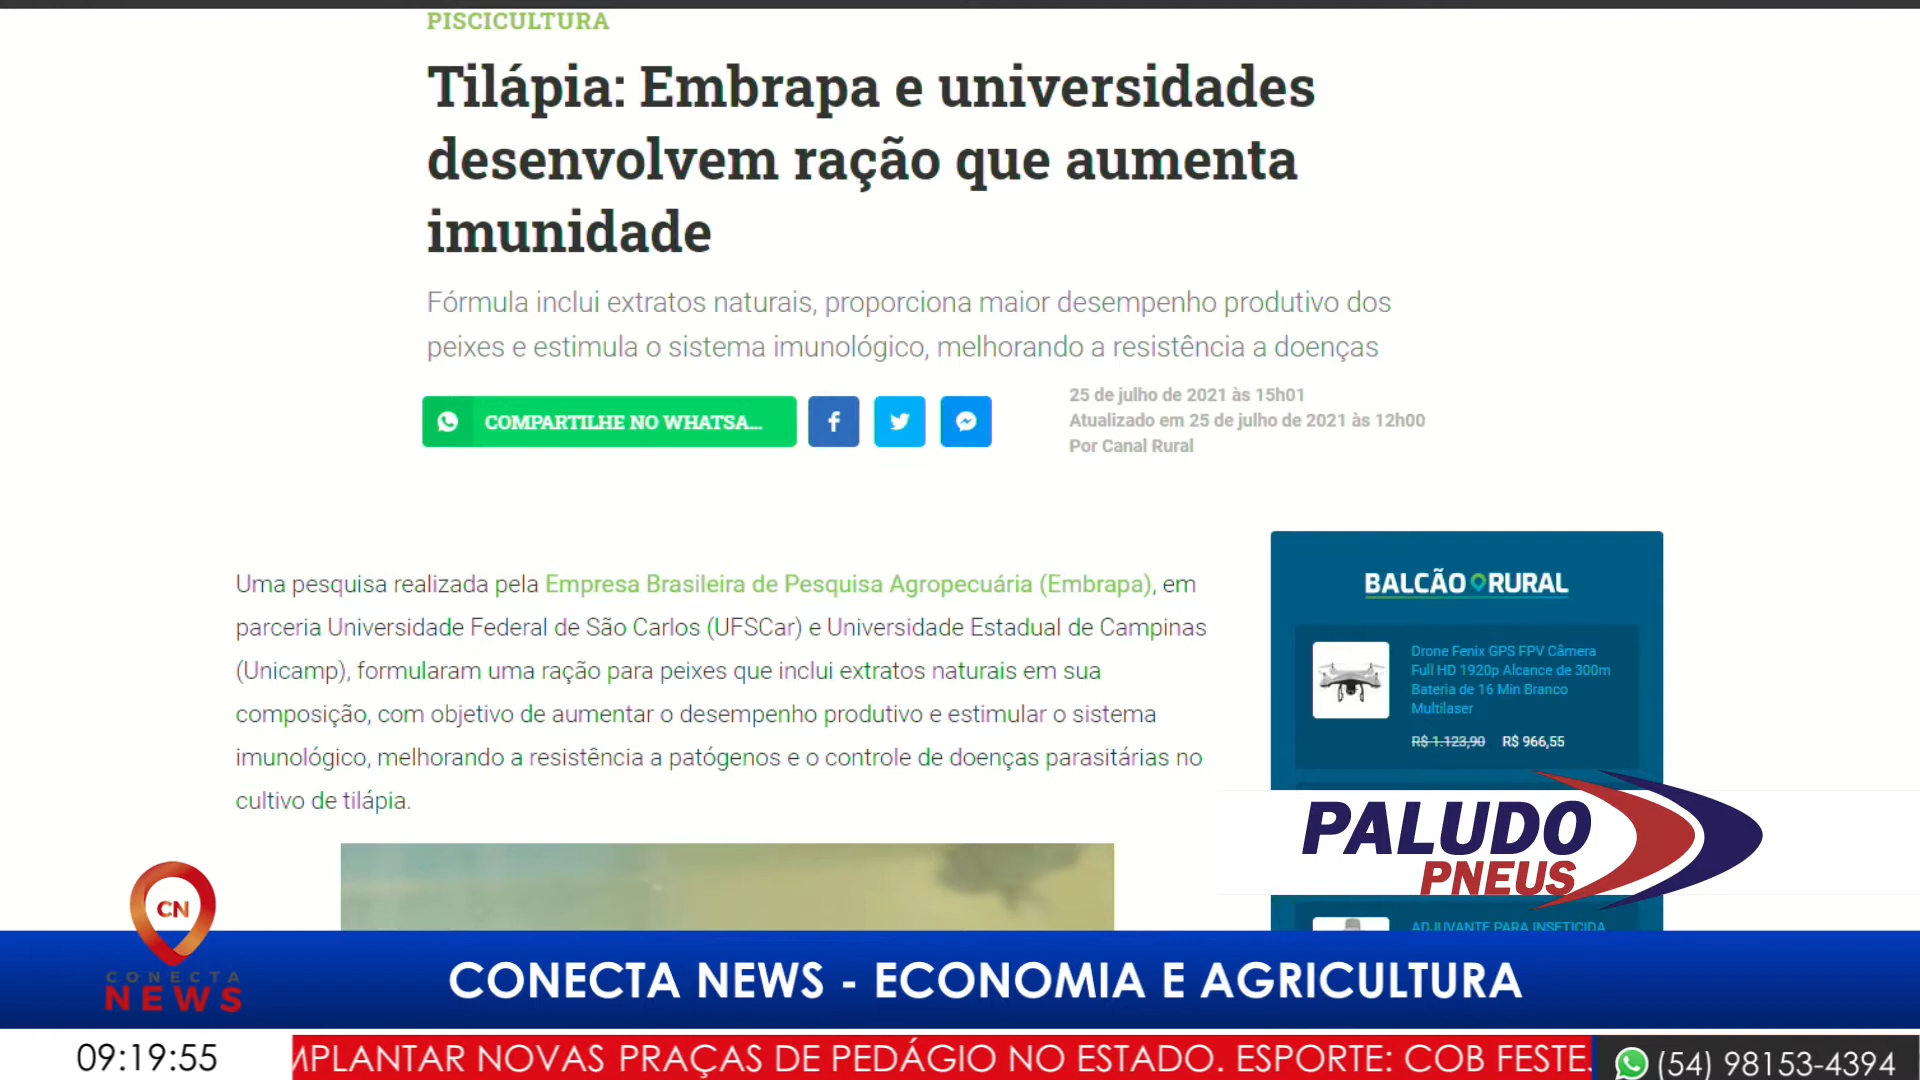 PISCICULTURA
Tilápia: Embrapa e universidades
desenvolvem ração que aumenta
imunidade
Fórmula inclui extratos naturais, proporciona maior desempenho produtivo dos
peixes e estimula o sistema imunológico, melhorando a resistência a doenças
COMPARTILHE NO WHATSA...
25 de julho de 2021 às 15h01
Atualizado em 25 de julho de 2021 às 12h00
Por Canal Rural
Uma pesquisa realizada pela Empresa Brasileira de Pesquisa Agropecuária (Embrapa), em
parceria Universidade Federal de São Carlos (UFSCar) e Universidade Estadual de Campinas
(Unicamp), formularam uma ração para peixes que inclui extratos naturais em sua
composição, com objetivo de aumentar o desempenho produtivo e estimular o sistema
imunológico, melhorando a resistência a patógenos e o controle de doenças parasitárias no
cultivo de tilápia.
BALCÃO RURAL
Drone Fenix GPS FPV Câmera
Full HD 1920p Alcance de 300m
Bateria de 16 Min Branco
Multilaser
R$ 1.123,90 R$ 966,55
PALUDO
PNEUS
ADJUVANTE PARA INSETICIDA
CN
CONECTA
NEWS
CONECTA NEWS - ECONOMIA E AGRICULTURA
09:19:55
MPLANTAR NOVAS PRAÇAS DE PEDÁGIO NO ESTADO. ESPORTE: COB FESTE
(54) 98153-4394